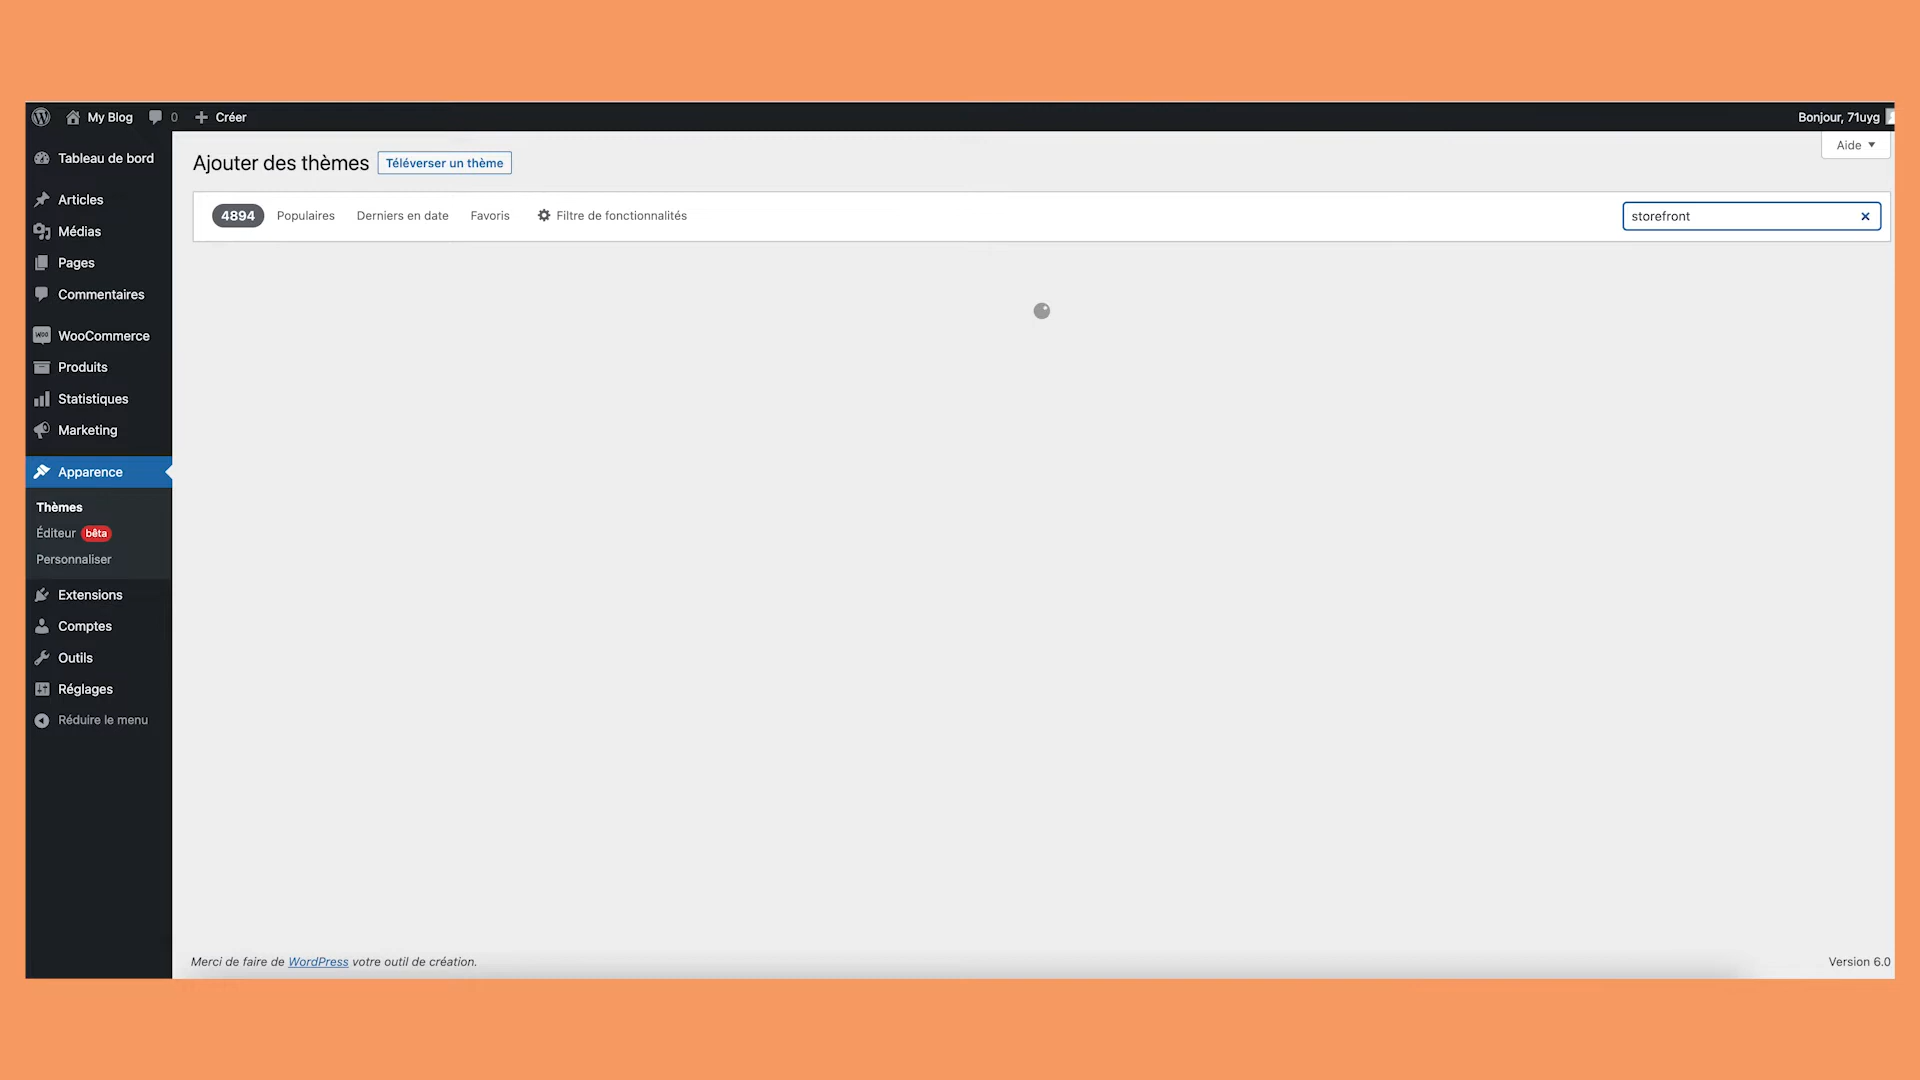 My Blog 0 Créer Bonjour, 71uyg
Tableau de bord
Articles
Médias
Pages
Commentaires
WooCommerce
Produits
Statistiques
Marketing
Apparence
Thèmes
Éditeur bêta
Personnaliser
Extensions
Comptes
Outils
Réglages
Réduire le menu
Aide
Ajouter des thèmes Téléverser un thème
4894 Populaires Derniers en date Favoris Filtre de fonctionnalités storefront
Merci de faire de WordPress votre outil de création. Version 6.0